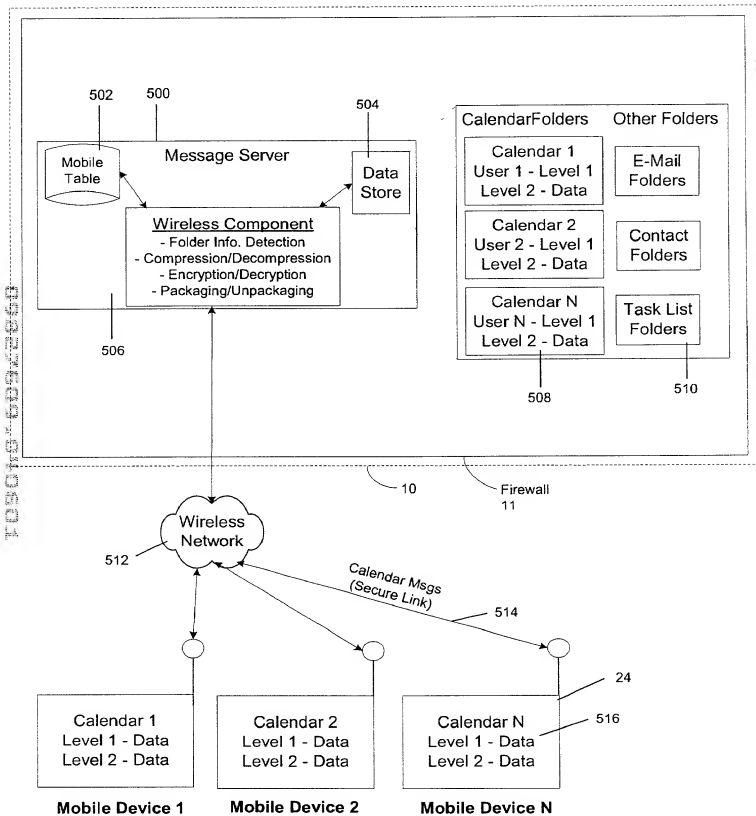 502
500
504
Mobile
Table
Message Server
Data
Store
Wireless Component
- Folder Info. Detection
- Compression/Decompression
- Encryption/Decryption
- Packaging/Unpackaging
506
CalendarFolders
Other Folders
Calendar 1
User 1 - Level 1
Level 2 - Data
E-Mail
Folders
Calendar 2
User 2 - Level 1
Level 2 - Data
Contact
Folders
Calendar N
User N - Level 1
Level 2 - Data
Task List
Folders
508
510
10
Firewall
11
Wireless
Network
512
Calendar Msgs
(Secure Link)
514
24
516
Calendar 1
Level 1 - Data
Level 2 - Data
Calendar 2
Level 1 - Data
Level 2 - Data
Calendar N
Level 1 - Data
Level 2 - Data
Mobile Device 1
Mobile Device 2
Mobile Device N